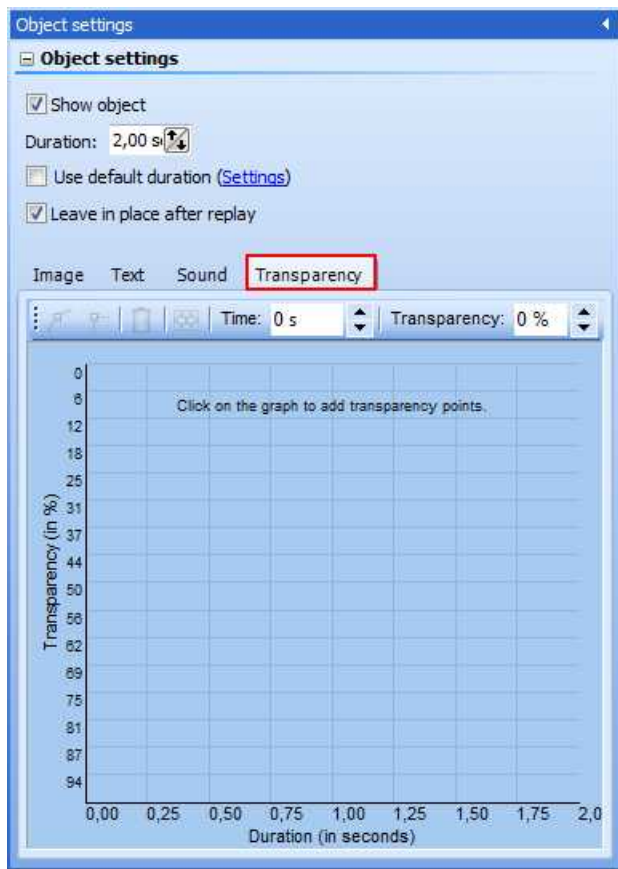 Object settings
Object settings
Show object
Duration: 2,00 s
Use default duration (Settings)
Leave in place after replay
Image Text Sound Transparency
Time: 0 s Transparency: 0 %
Click on the graph to add transparency points.
Transparency (in %)
0
6
12
18
25
31
37
44
50
56
62
69
75
81
87
94
0,00 0,25 0,50 0,75 1,00 1,25 1,50 1,75 2,0
Duration (in seconds)